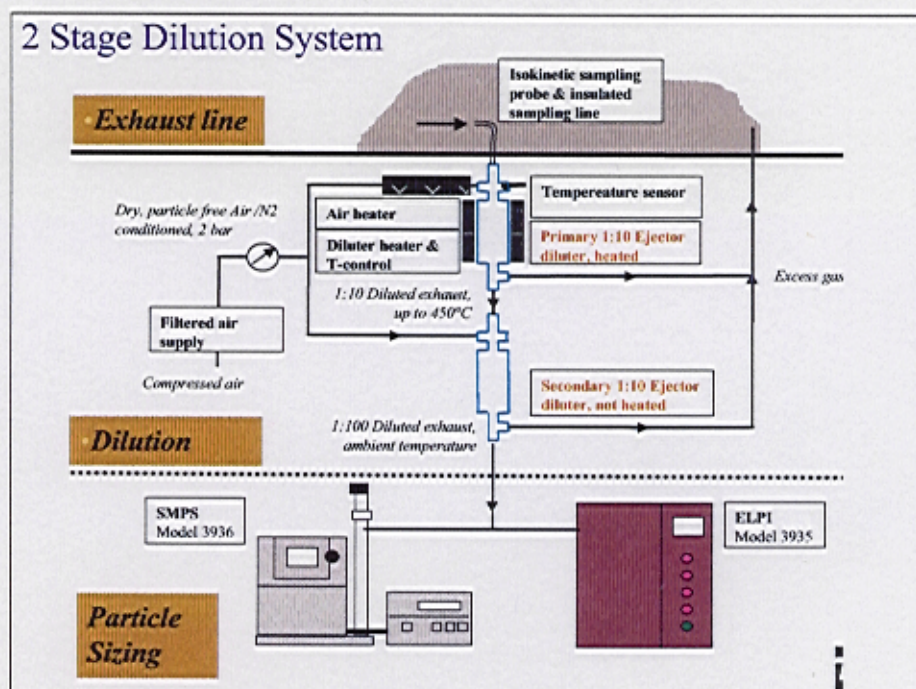 2 Stage Dilution System
Isokinetic sampling
probe & insulated
sampling line
• Exhaust line
Tempereature sensor
Dry, particle free Air /N2
conditioned, 2 bar
Air heater
Diluter heater &
T-control
Primary 1:10 Ejector
diluter, heated
Excess gas
1:10 Diluted exhaust,
up to 450°C
Filtered air
supply
Compressed air
Secondary 1:10 Ejector
diluter, not heated
• Dilution
1:100 Diluted exhaust,
ambient temperature
SMPS
Model 3936
ELPI
Model 3935
Particle
Sizing